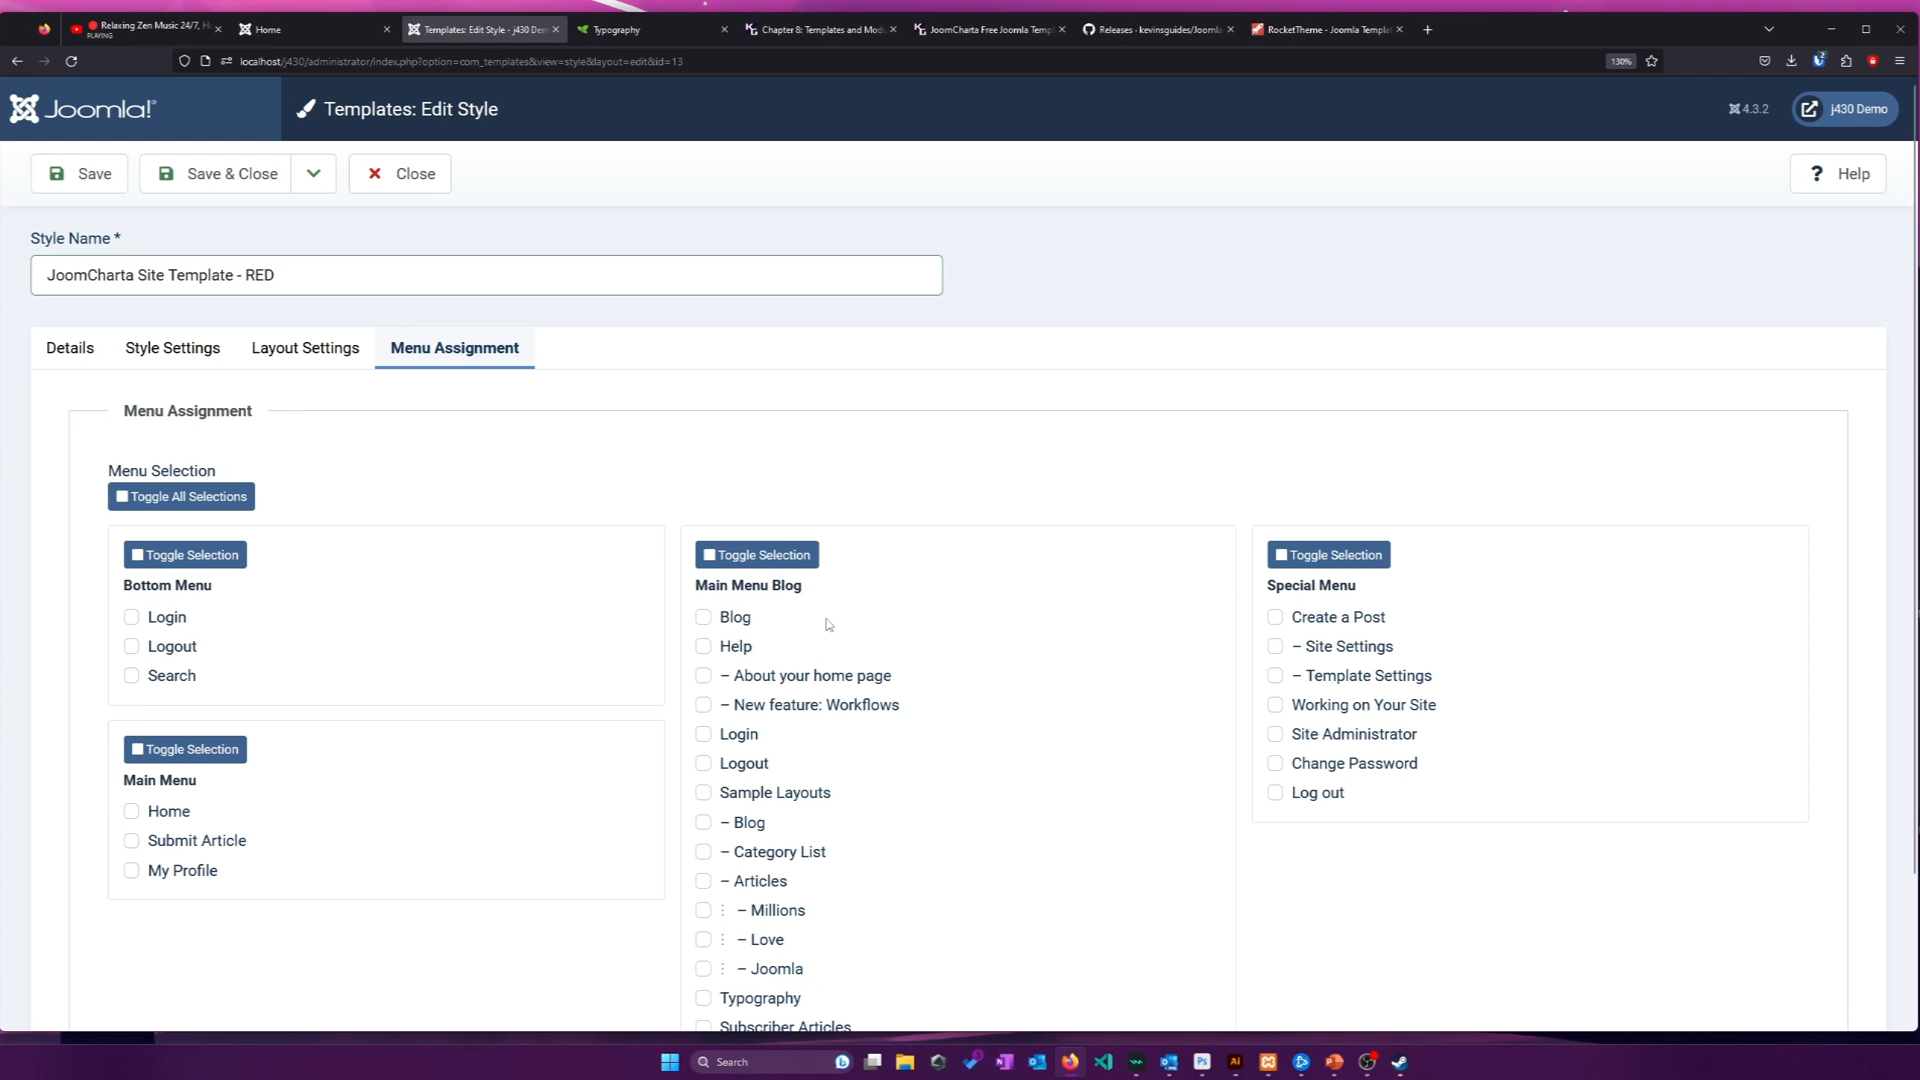 Relaxing Zen Music 24/7, H
PLAYING
Home
Templates: Edit Style - j430 Dem
Typography
Chapter 8: Templates and Modu
JoomCharta Free Joomla Templ
Releases · kevinsguides/Joomla
RocketTheme - Joomla Templat
localhost/j430/administrator/index.php?option=com_templates&view=style&layout=edit&id=13
130%
Joomla!
Templates: Edit Style
4.3.2
j430 Demo
Save
Save & Close
Close
? Help
Style Name *
JoomCharta Site Template - RED
Details
Style Settings
Layout Settings
Menu Assignment
Menu Assignment
Menu Selection
Toggle All Selections
Toggle Selection
Bottom Menu
Login
Logout
Search
Toggle Selection
Main Menu
Home
Submit Article
My Profile
Toggle Selection
Main Menu Blog
Blog
Help
– About your home page
– New feature: Workflows
Login
Logout
Sample Layouts
– Blog
– Category List
– Articles
– Millions
– Love
– Joomla
Typography
Subscriber Articles
Toggle Selection
Special Menu
Create a Post
– Site Settings
– Template Settings
Working on Your Site
Site Administrator
Change Password
Log out
Search